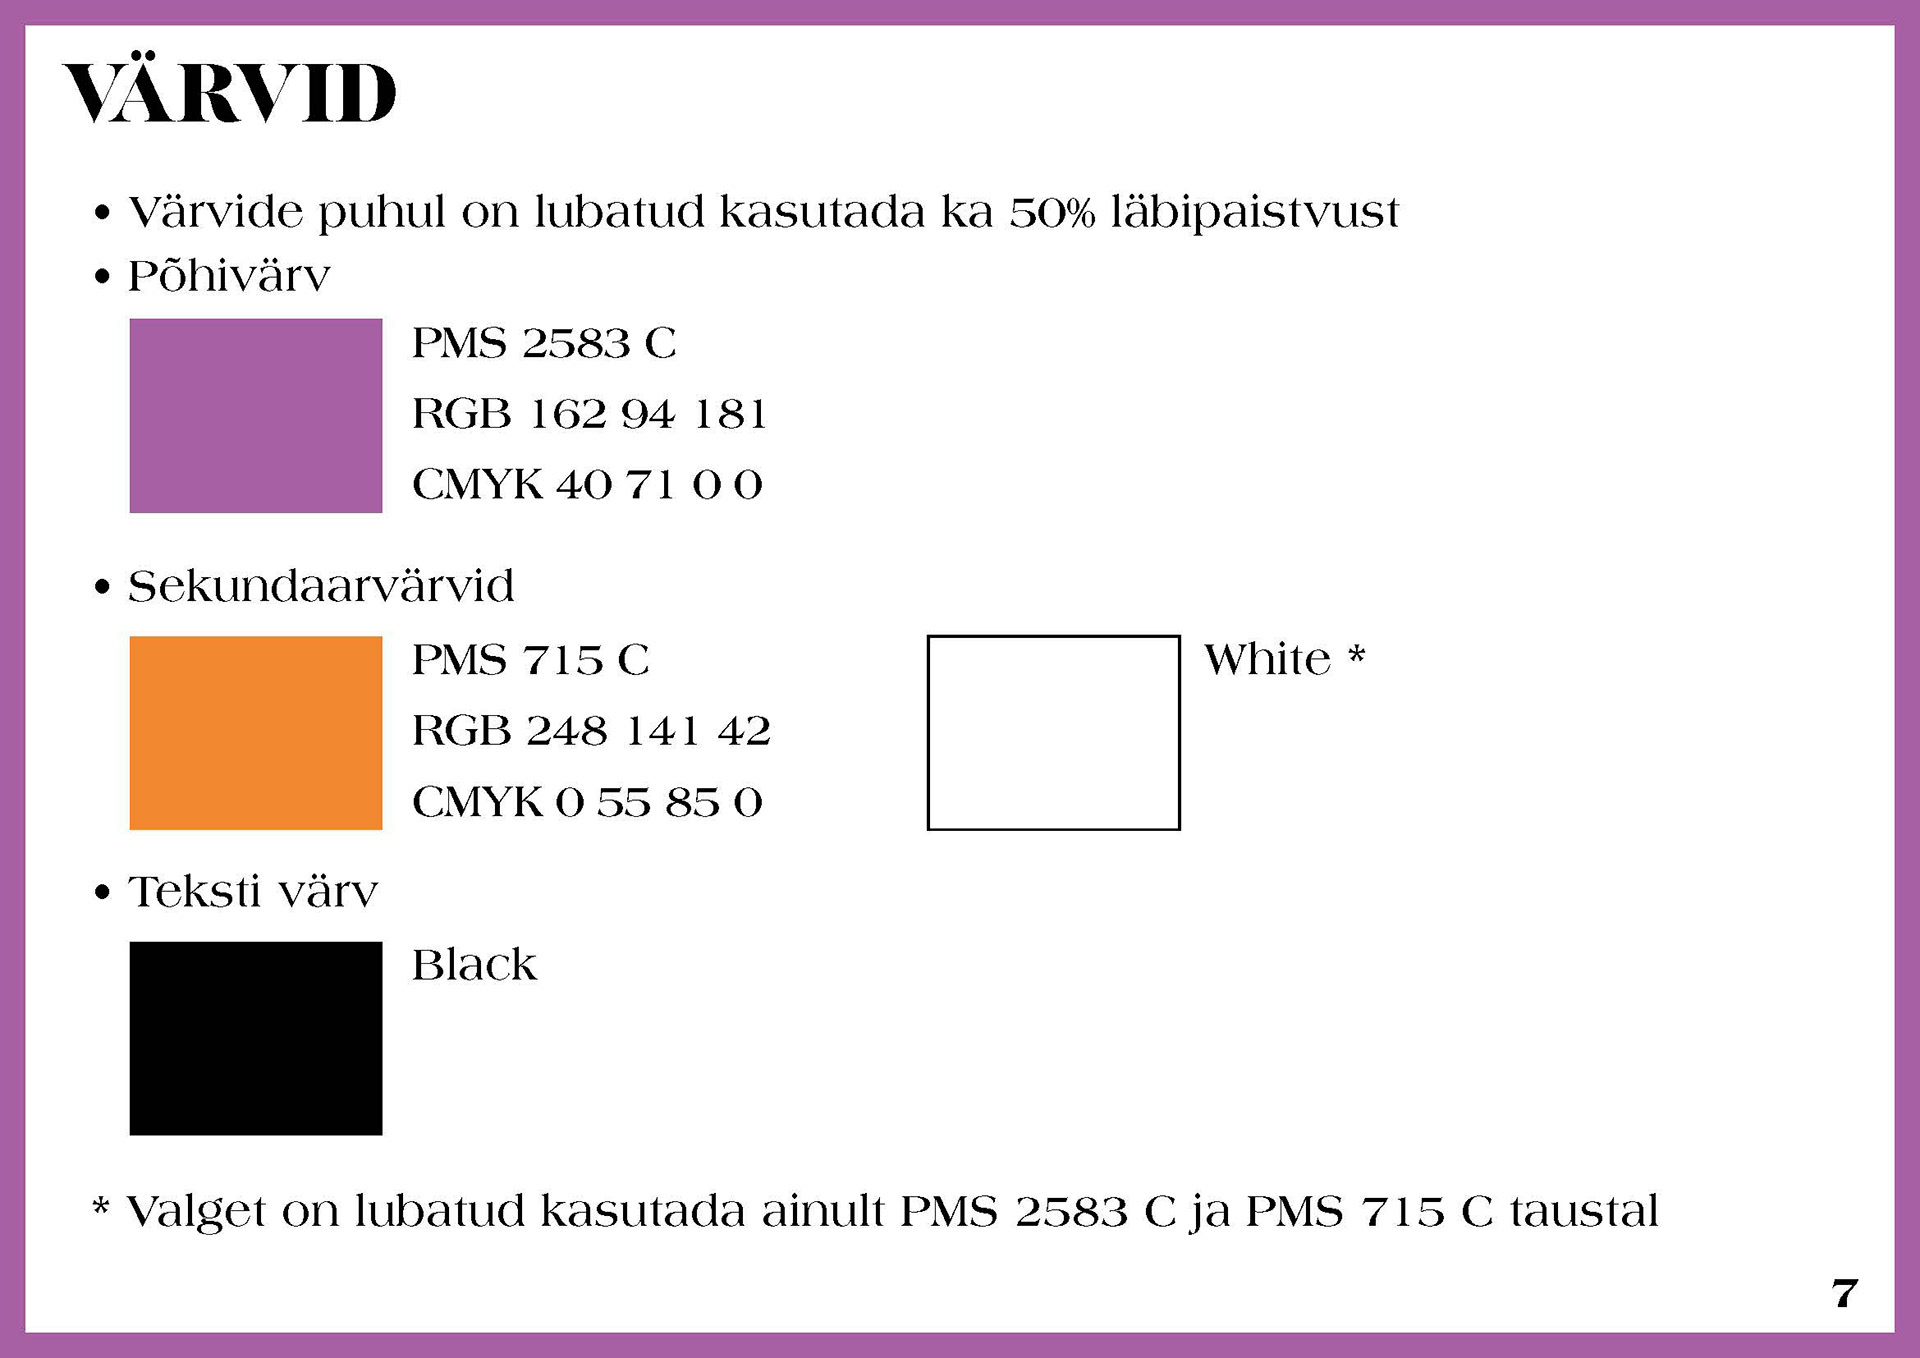 VÄRVID
• Värvide puhul on lubatud kasutada ka 50% läbipaistvust
• Põhivärv
PMS 2583 C
RGB 162 94 181
CMYK 40 71 0 0
• Sekundaarvärvid
PMS 715 C
RGB 248 141 42
CMYK 0 55 85 0
White *
• Teksti värv
Black
* Valget on lubatud kasutada ainult PMS 2583 C ja PMS 715 C taustal
7